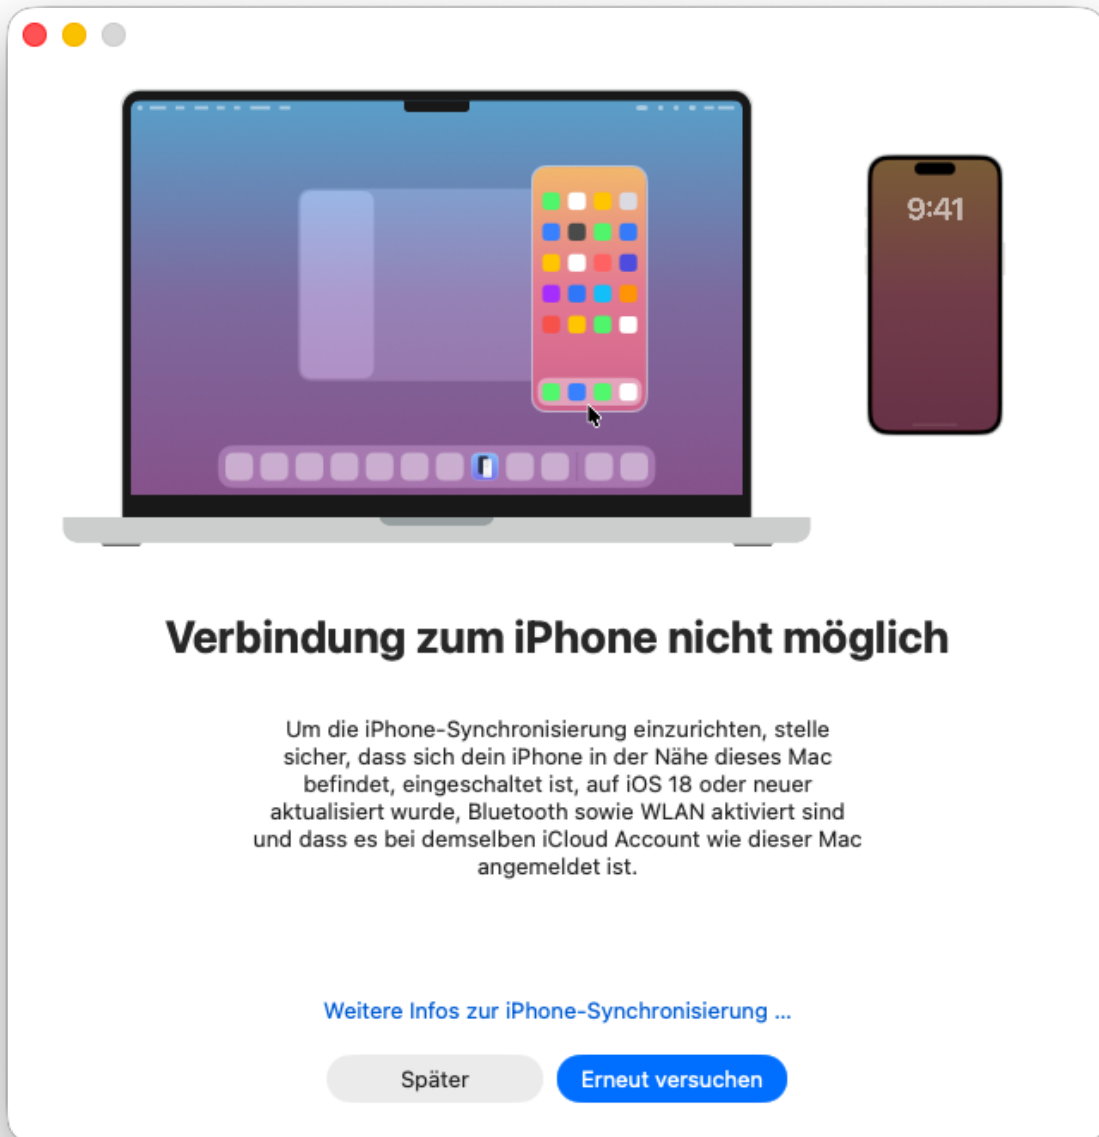 9:41
Verbindung zum iPhone nicht möglich
Um die iPhone-Synchronisierung einzurichten, stelle
sicher, dass sich dein iPhone in der Nähe dieses Mac
befindet, eingeschaltet ist, auf iOS 18 oder neuer
aktualisiert wurde, Bluetooth sowie WLAN aktiviert sind
und dass es bei demselben iCloud Account wie dieser Mac
angemeldet ist.
Weitere Infos zur iPhone-Synchronisierung ...
Später
Erneut versuchen